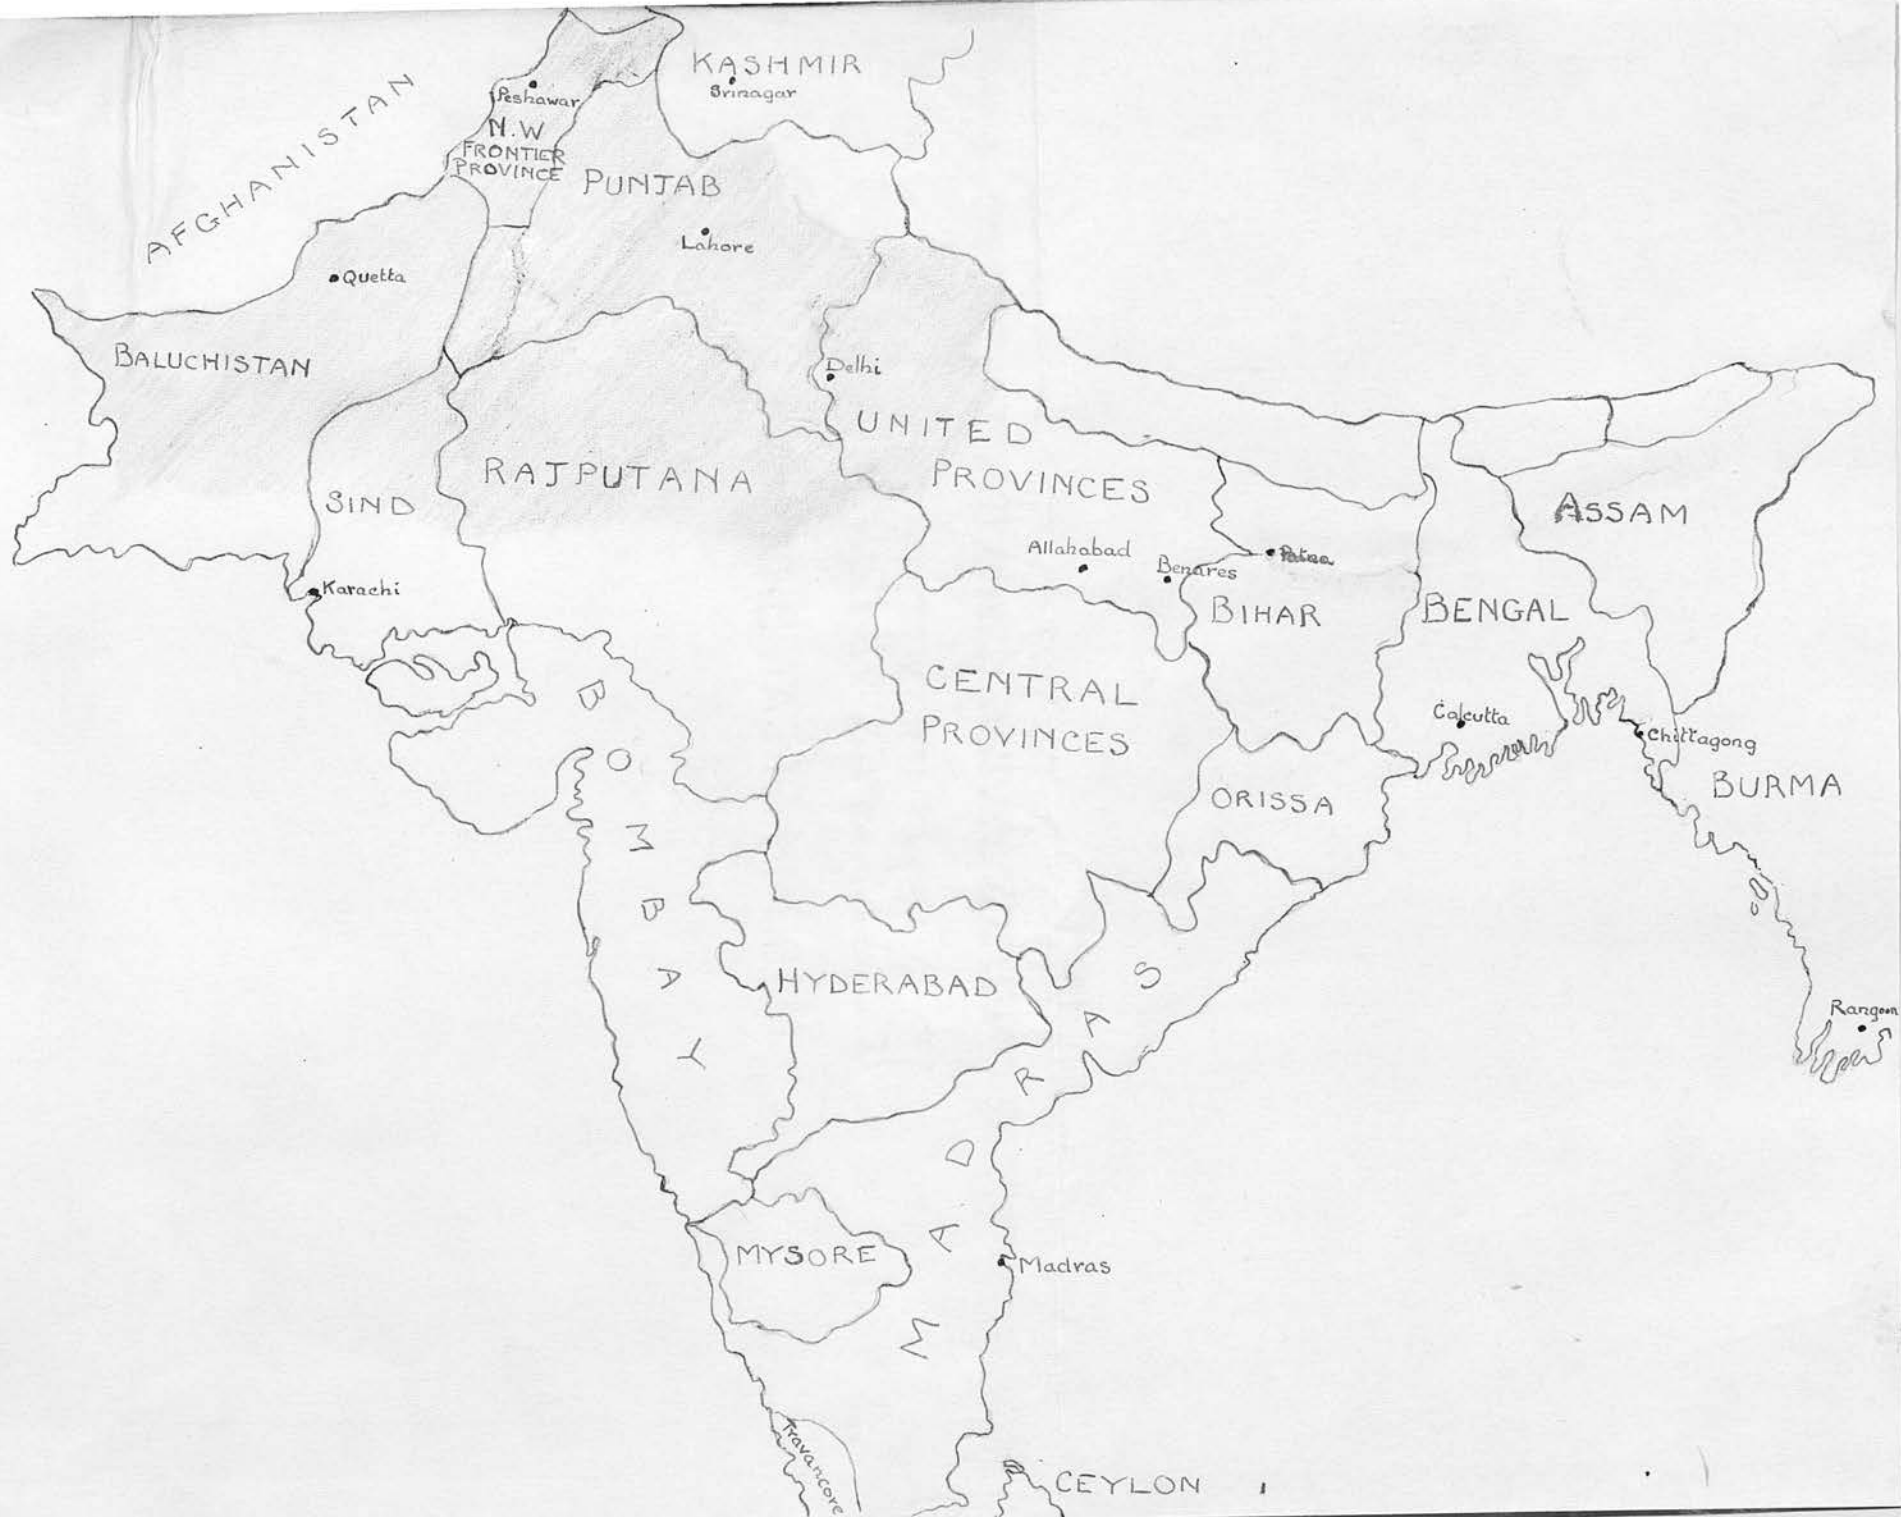 KASHMIR
Srinagar
AFGHANISTAN
Peshawar
N.W
FRONTIER
PROVINCE
PUNJAB
Lahore
Quetta
BALUCHISTAN
Delhi
UNITED
PROVINCES
RAJPUTANA
SIND
ASSAM
Allahabad
Benares
Patna
Karachi
BIHAR
BENGAL
CENTRAL
PROVINCES
Calcutta
Chittagong
BURMA
ORISSA
BOMBAY
HYDERABAD
MADRAS
Rangoon
MYSORE
Madras
Travancore
CEYLON